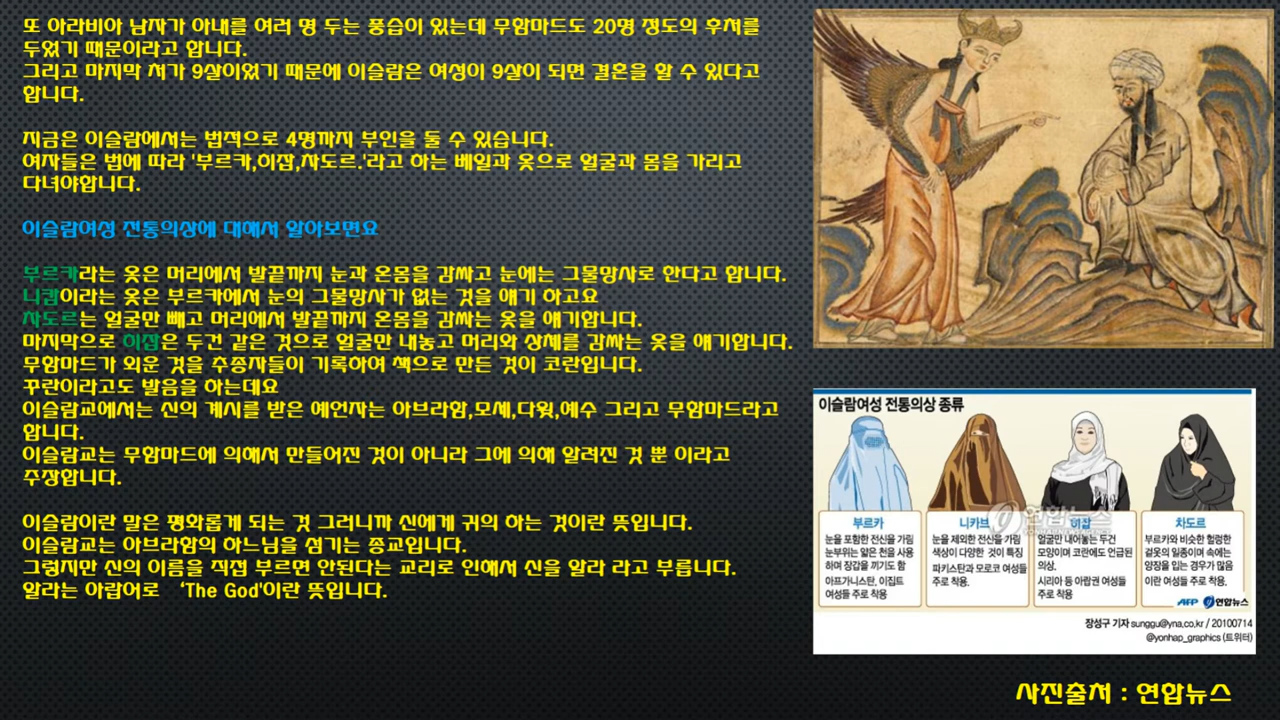 또 아라비아 남자가 아내를 여러 명 두는 풍습이 있는데 무함마드도 20명 정도의 후처를
두었기 때문이라고 합니다.
그리고 마지막 처가 9살이었기 때문에 이슬람은 여성이 9살이 되면 결혼을 할 수 있다고
합니다.
지금은 이슬람에서는 법적으로 4명까지 부인을 둘 수 있습니다.
여자들은 법에 따라 '부르카,히잡,차도르.'라고 하는 베일과 옷으로 얼굴과 몸을 가리고
다녀야합니다.
이슬람여성 전통의상에 대해서 알아보면요
부르카라는 옷은 머리에서 발끝까지 눈과 온몸을 감싸고 눈에는 그물망사로 한다고 합니다.
니캅이라는 옷은 부르카에서 눈의 그물망사가 없는 것을 얘기 하고요
차도르는 얼굴만 빼고 머리에서 발끝까지 온몸을 감싸는 옷을 얘기합니다.
마지막으로 히잡은 두건 같은 것으로 얼굴만 내놓고 머리와 상체를 감싸는 옷을 얘기합니다.
무함마드가 외운 것을 추종자들이 기록하여 책으로 만든 것이 코란입니다.
꾸란이라고도 발음을 하는데요
이슬람교에서는 신의 계시를 받은 예언자는 아브라함,모세,다윗,예수 그리고 무함마드라고
합니다.
이슬람교는 무함마드에 의해서 만들어진 것이 아니라 그에 의해 알려진 것 뿐 이라고
주장합니다.
이슬람이란 말은 평화롭게 되는 것 그러니까 신에게 귀의 하는 것이란 뜻입니다.
이슬람교는 아브라함의 하느님을 섬기는 종교입니다.
그렇지만 신의 이름을 직접 부르면 안된다는 교리로 인해서 신을 알라 라고 부릅니다.
알라는 아랍어로 ‘The God'이란 뜻입니다.
이슬람여성 전통의상 종류
부르카
눈을 포함한 전신을 가림
눈부위는 얇은 천을 사용
하며 장갑을 끼기도 함
아프가니스탄, 이집트
여성들 주로 착용
니카브
눈을 제외한 전신을 가림
색상이 다양한 것이 특징
파키스탄과 모로코 여성들
주로 착용.
히잡
얼굴만 내어놓는 두건
모양이며 코란에도 언급된
의상.
시리아 등 아랍권 여성들
주로 착용
차도르
부르카와 비슷한 헐렁한
겉옷의 일종이며 속에는
양장을 입는 경우가 많음
이란 여성들 주로 착용.
연합뉴스
AFP 연합뉴스
장성구 기자 sunggu@yna.co.kr / 20100714
@yonhap_graphics (트위터)
사진출처 : 연합뉴스